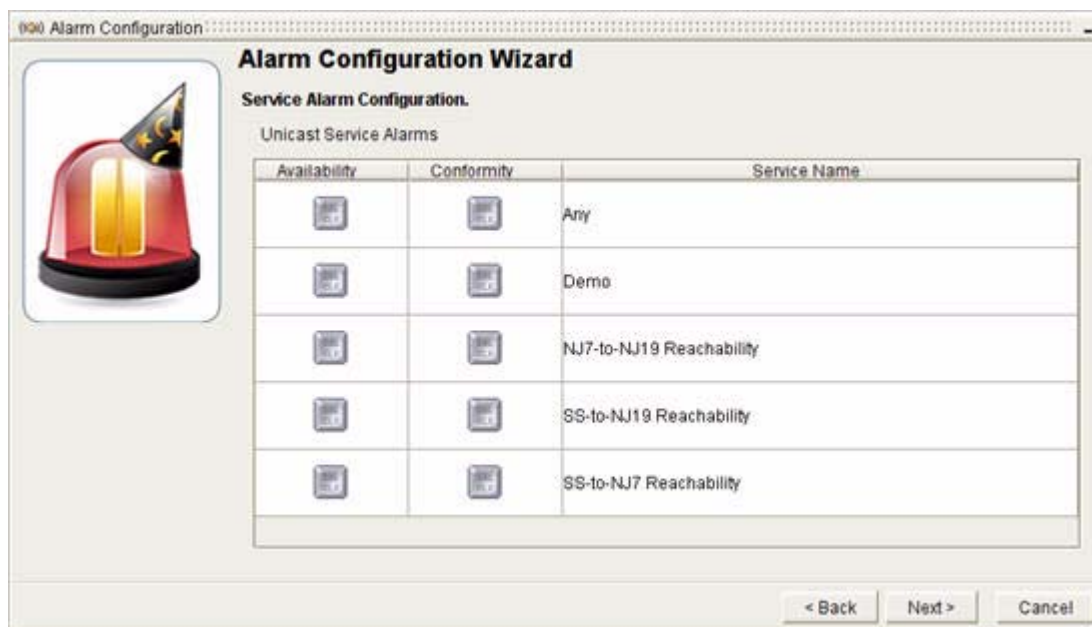 Alarm Configuration
Alarm Configuration Wizard
Service Alarm Configuration.
Unicast Service Alarms
Availability Conformity Service Name
Any
Demo
NJ7-to-NJ19 Reachability
SS-to-NJ19 Reachability
SS-to-NJ7 Reachability
< Back Next > Cancel